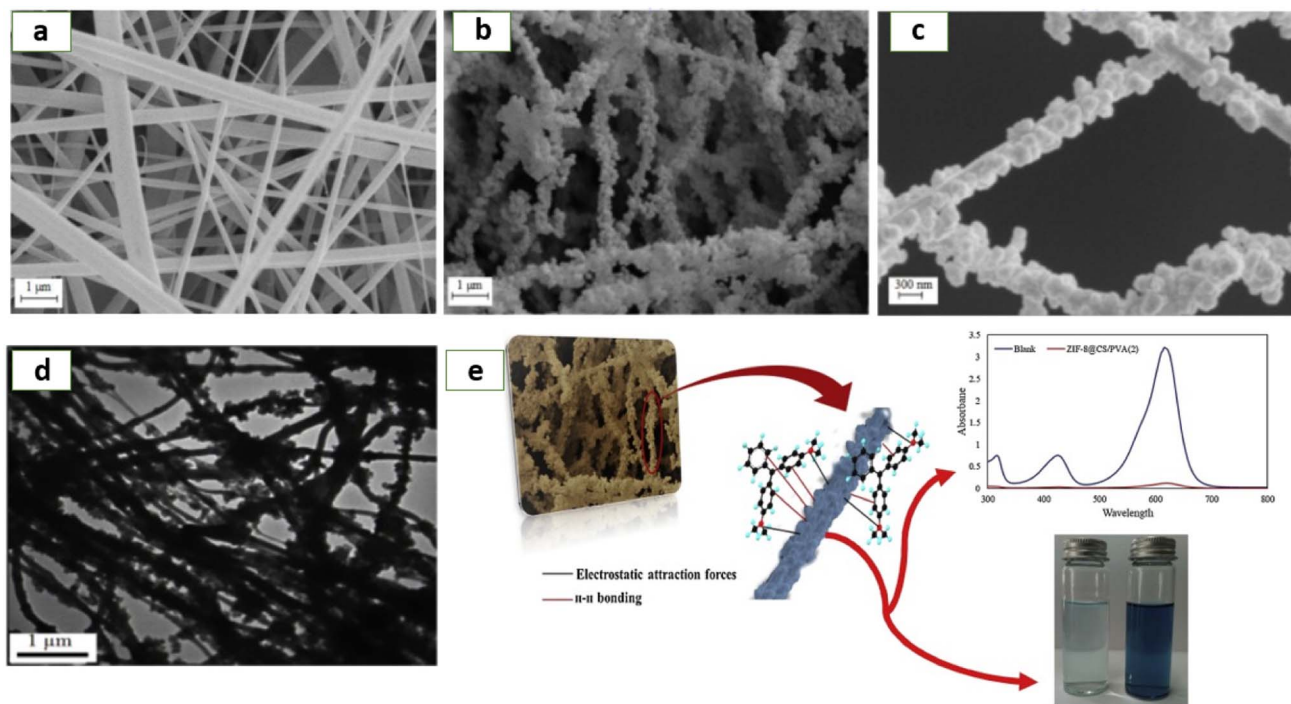 a
b
c
1 μm
1 μm
300 nm
d
1 μm
e
Electrostatic attraction forces
п-п bonding
Blank
ZIF-8@CS/PVA(2)
Absorbane
3.5
3
2.5
2
1.5
1
0.5
0
300
400
500
600
700
800
Wavelength